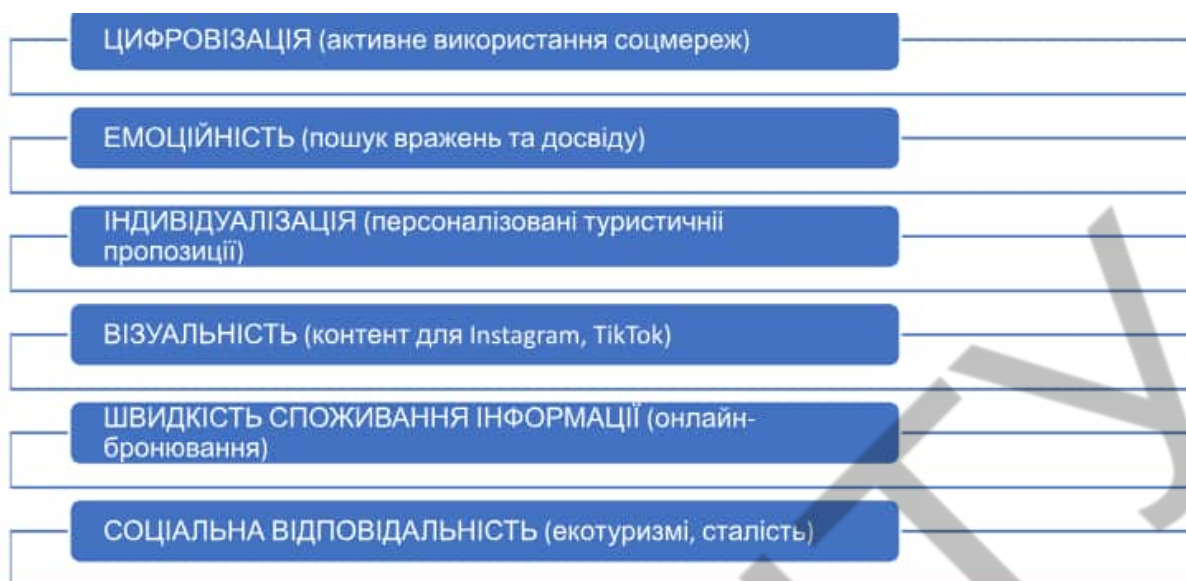 ЦИФРОВІЗАЦІЯ (активне використання соцмереж)
ЕМОЦІЙНІСТЬ (пошук вражень та досвіду)
ІНДИВІДУАЛІЗАЦІЯ (персоналізовані туристичніі
пропозиції)
ВІЗУАЛЬНІСТЬ (контент для Instagram, TikTok)
ШВИДКІСТЬ СПОЖИВАННЯ ІНФОРМАЦІЇ (онлайн-
бронювання)
СОЦІАЛЬНА ВІДПОВІДАЛЬНІСТЬ (екотуризмі, сталість)